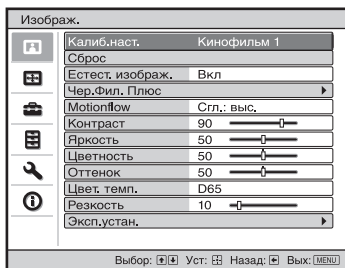 Изображ.
Калиб.наст. Кинофильм 1
Сброс
Естест. изображ. Вкл
Чер.Фил. Плюс
Motionflow Сгл.: выс.
Контраст 90
Яркость 50
Цветность 50
Оттенок 50
Цвет. темп. D65
Резкость 10
Эксп.устан.
Выбор: Уст: Назад: Вых: MENU